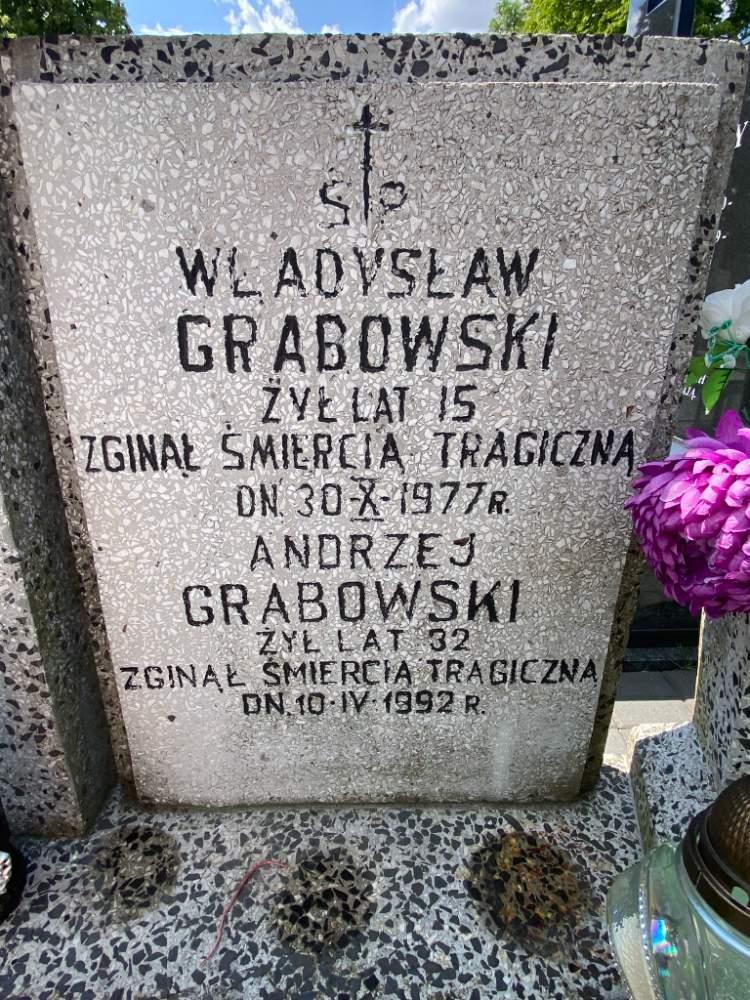 ŚP
WŁADYSŁAW
GRABOWSKI
ŻYŁ LAT 15
ZGINĄŁ ŚMIERCIĄ TRAGICZNĄ
DN. 30-X-1977 R.
ANDRZEJ
GRABOWSKI
ŻYŁ LAT 32
ZGINĄŁ ŚMIERCIĄ TRAGICZNĄ
DN. 10·IV·1992 R.